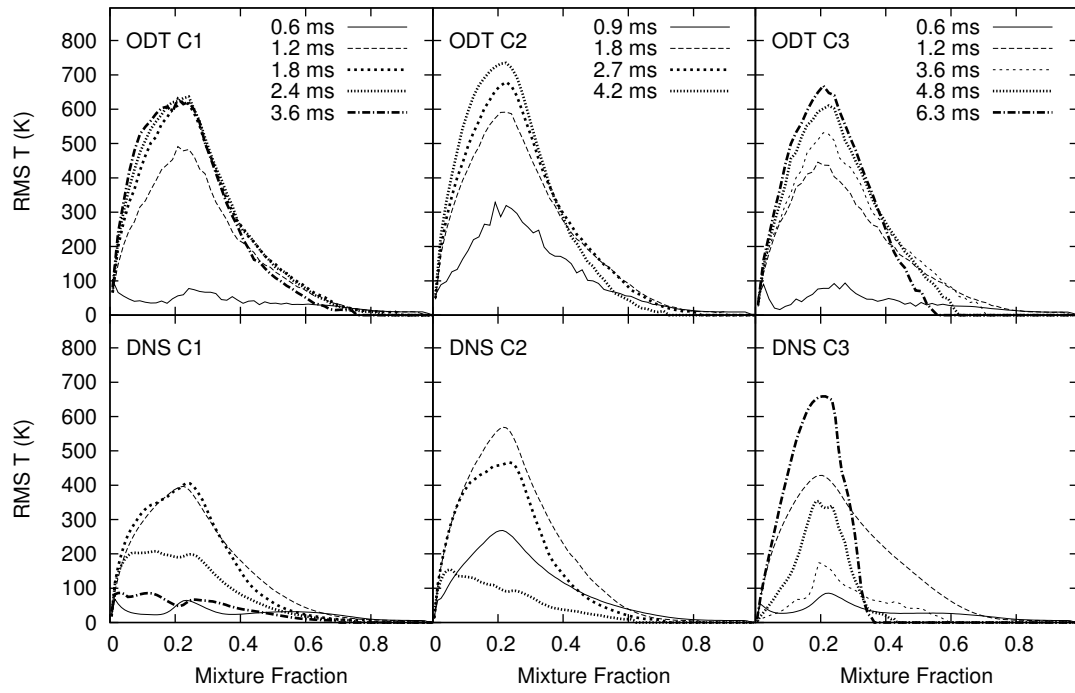 RMS T (K)
800
700
600
500
400
300
200
100
0
ODT C1
0.6 ms
1.2 ms
1.8 ms
2.4 ms
3.6 ms
ODT C2
0.9 ms
1.8 ms
2.7 ms
4.2 ms
ODT C3
0.6 ms
1.2 ms
3.6 ms
4.8 ms
6.3 ms
RMS T (K)
800
700
600
500
400
300
200
100
0
DNS C1
DNS C2
DNS C3
0 0.2 0.4 0.6 0.8
0 0.2 0.4 0.6 0.8
0 0.2 0.4 0.6 0.8
Mixture Fraction
Mixture Fraction
Mixture Fraction